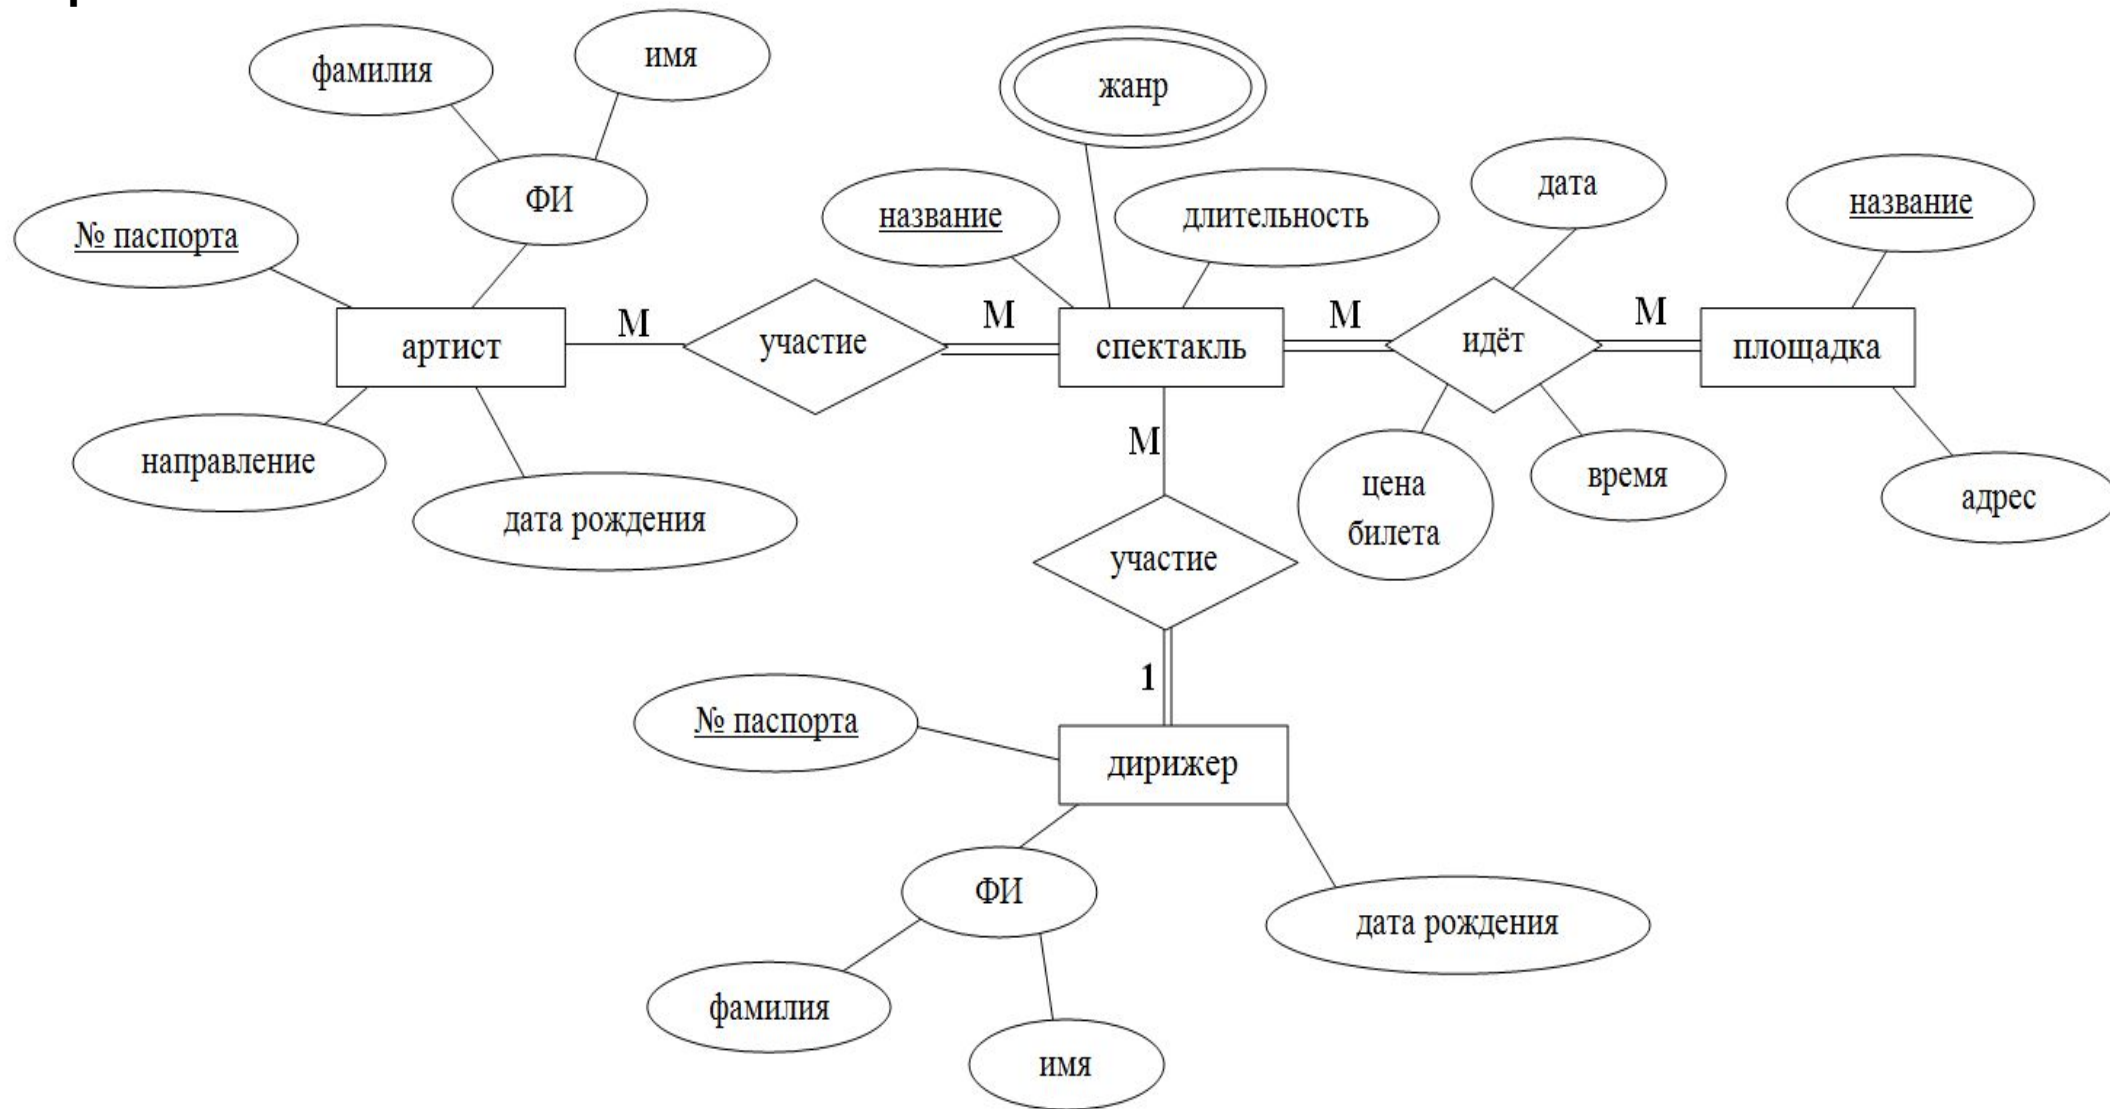 фамилия
имя
жанр
ФИ
дата
№ паспорта
название
длительность
название
М
М
М
М
артист
участие
спектакль
идёт
площадка
М
направление
дата рождения
цена
билета
время
адрес
участие
1
№ паспорта
дирижер
ФИ
дата рождения
фамилия
имя